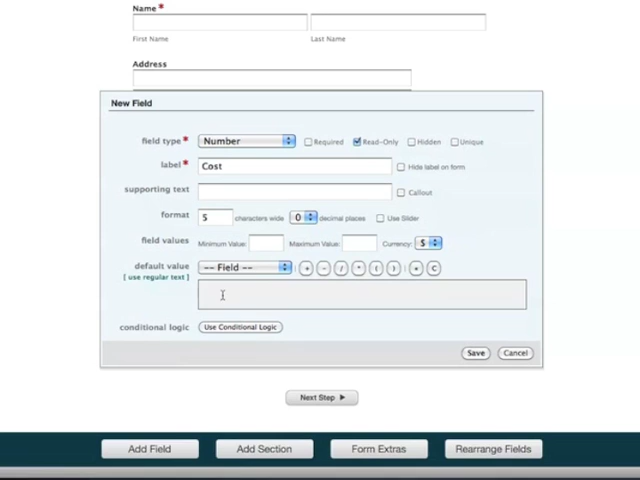 Name *
First Name Last Name
Address
New Field
field type * Number Required Read-Only Hidden Unique
label * Cost Hide label on form
supporting text Callout
format 5 characters wide 0 decimal places Use Slider
field values Minimum Value: Maximum Value: Currency: $
default value -- Field -- + - / * ( ) • C
[ use regular text ]
conditional logic Use Conditional Logic
Save Cancel
Next Step ▶
Add Field Add Section Form Extras Rearrange Fields